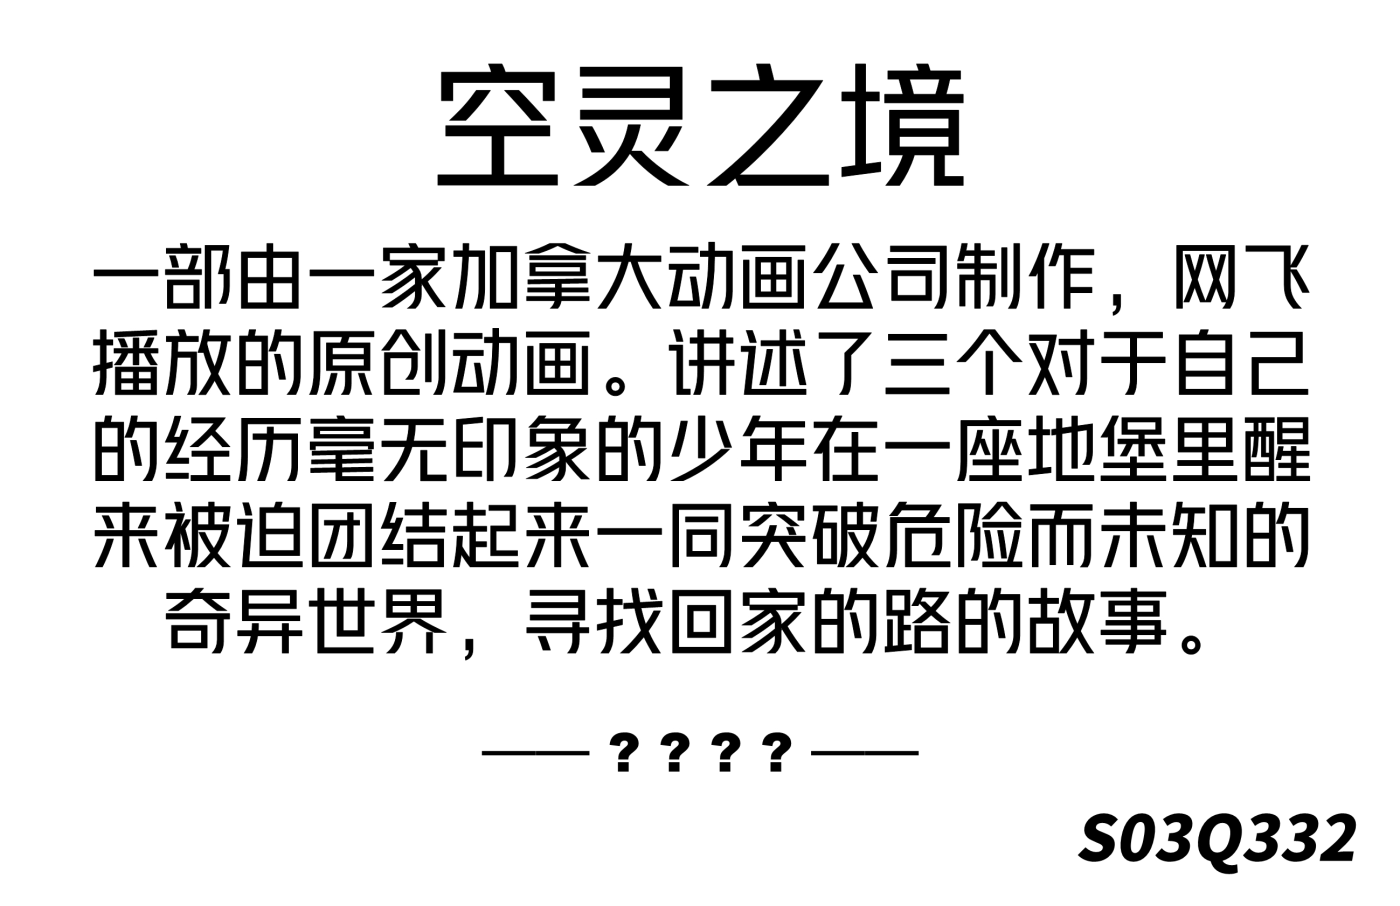 空灵之境
一部由一家加拿大动画公司制作，网飞
播放的原创动画。讲述了三个对于自己
的经历毫无印象的少年在一座地堡里醒
来被迫团结起来一同突破危险而未知的
奇异世界，寻找回家的路的故事。
——？？？？——
S03Q332